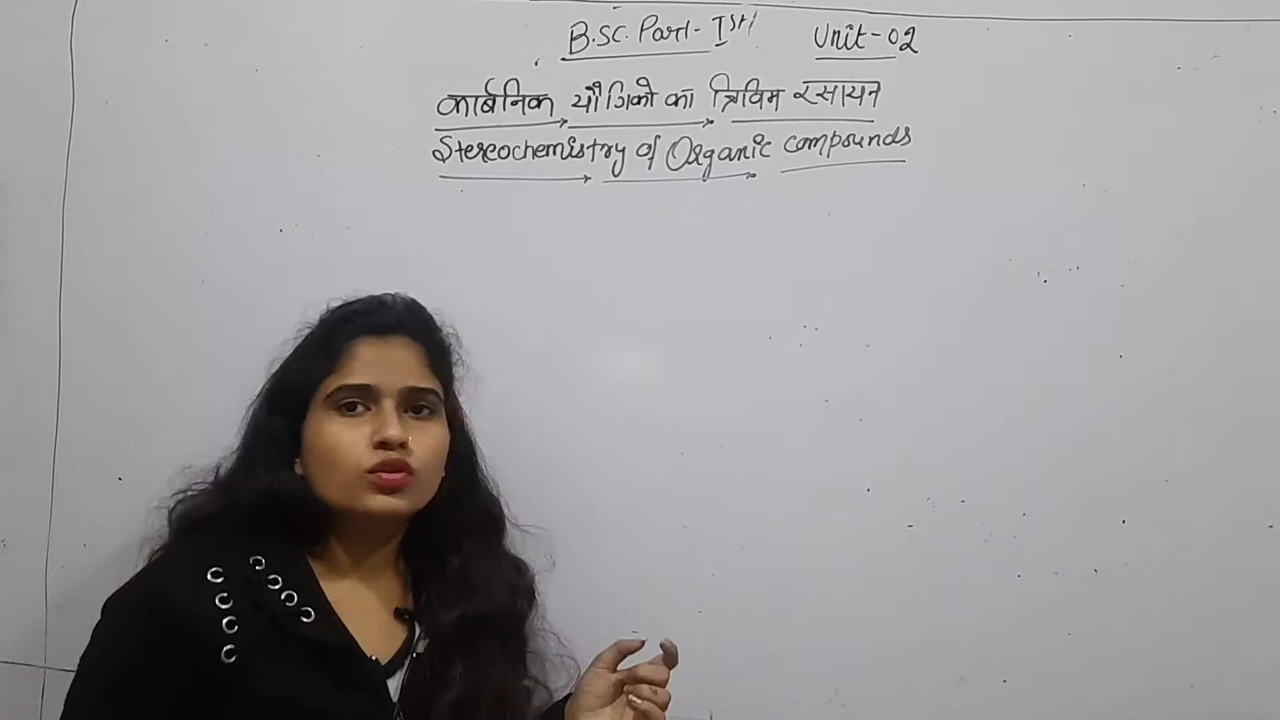 B.SC. Part-Ist Unit-02
कार्बनिक यौगिको का त्रिविम रसायन
Stereochemistry of Organic compounds